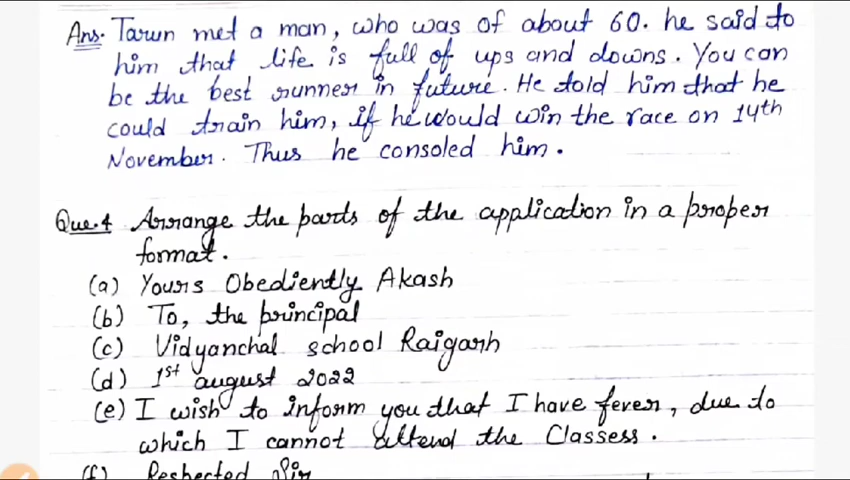 Ans. Tarun met a man, who was of about 60. he said to
him that life is full of ups and downs. You can
be the best runner in future. He told him that he
could train him, if he would win the race on 14th
November. Thus he consoled him.
Que.4 Arrange the parts of the application in a proper
format.
(a) Yours Obediently Akash
(b) To, the principal
(c) Vidyanchal school Raigarh
(d) 1st august 2022
(e) I wish to inform you that I have fever, due to
which I cannot attend the Classess.
(f) Respected Sir